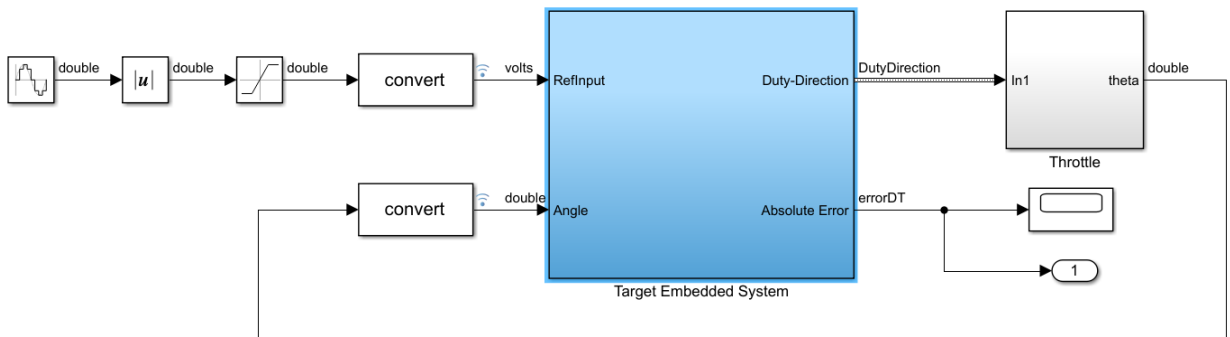 double
double
double
|u|
convert
volts
RefInput
Duty-Direction
DutyDirection
In1
theta
double
Throttle
convert
double
Angle
Absolute Error
errorDT
1
Target Embedded System